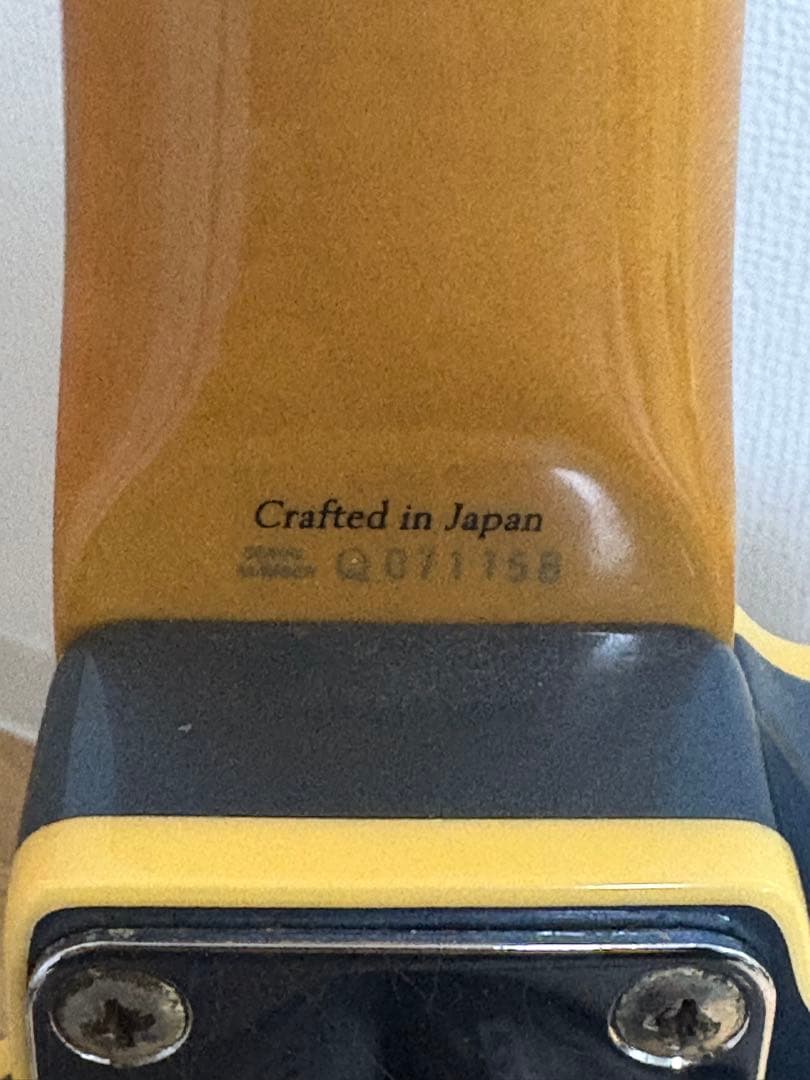 Crafted in Japan
SERIAL NUMBER Q071158